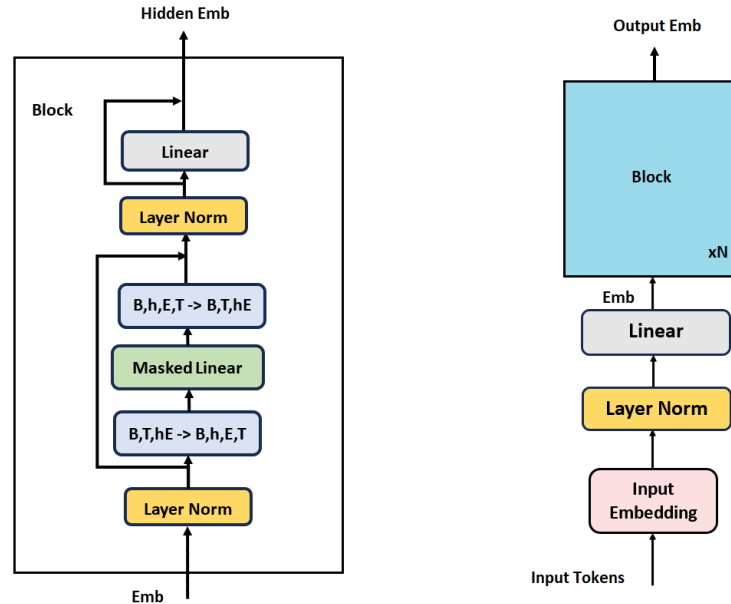 Hidden Emb
Block
Linear
Layer Norm
B,h,E,T -> B,T,hE
Masked Linear
B,T,hE -> B,h,E,T
Layer Norm
Emb
Output Emb
Block
xN
Emb
Linear
Layer Norm
Input
Embedding
Input Tokens